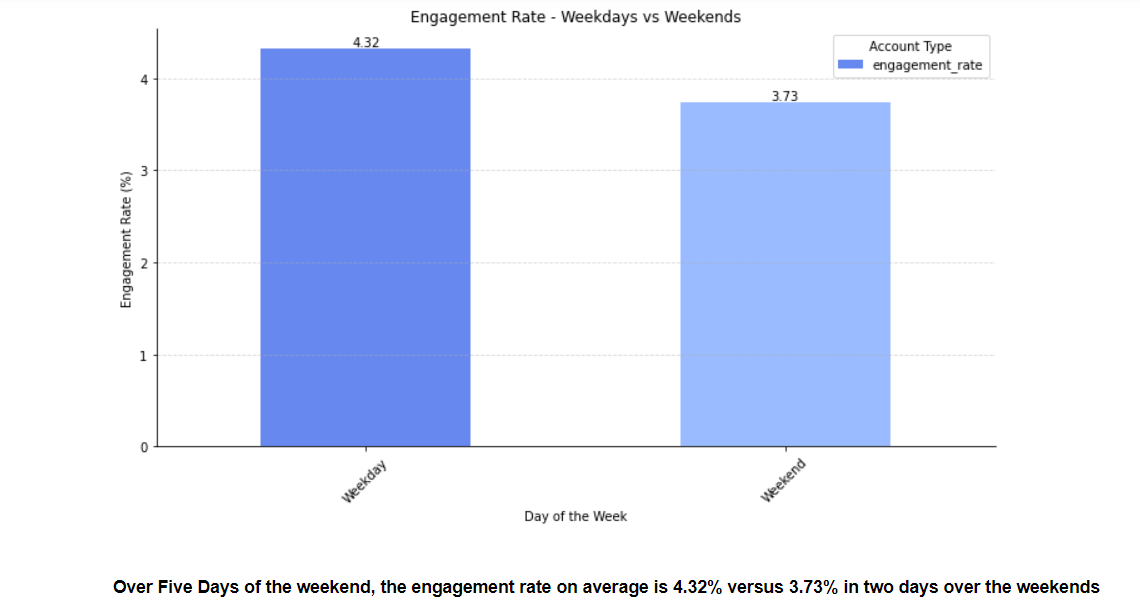 Engagement Rate - Weekdays vs Weekends
4.32
Account Type
engagement_rate
3.73
4
3
2
1
0
Engagement Rate (%)
Weekday
Weekend
Day of the Week
Over Five Days of the weekend, the engagement rate on average is 4.32% versus 3.73% in two days over the weekends